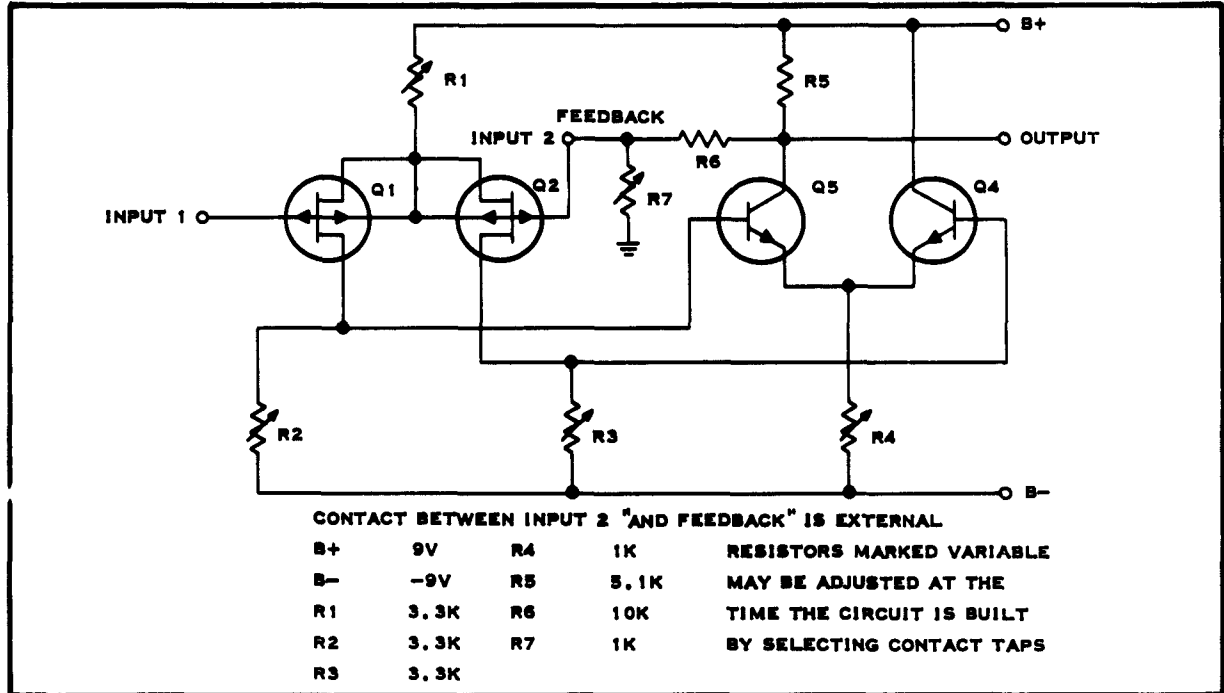 B+
R1
R5
FEEDBACK
INPUT 2
OUTPUT
R6
Q1
Q2
R7
Q5
Q4
INPUT 1
R2
R3
R4
B-
CONTACT BETWEEN INPUT 2 "AND FEEDBACK" IS EXTERNAL
B+ 9V R4 1K RESISTORS MARKED VARIABLE
B- -9V R5 5.1K MAY BE ADJUSTED AT THE
R1 3.3K R6 10K TIME THE CIRCUIT IS BUILT
R2 3.3K R7 1K BY SELECTING CONTACT TAPS
R3 3.3K